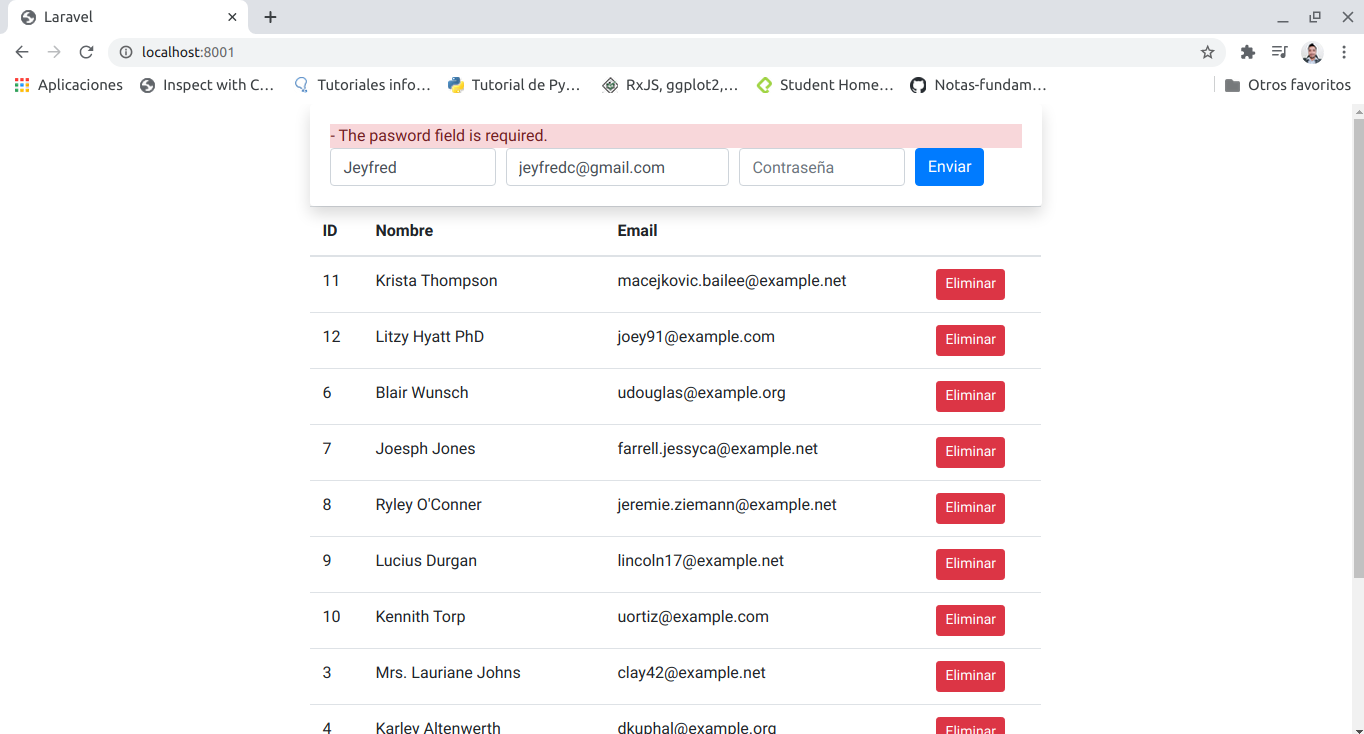 Laravel
localhost:8001
Aplicaciones Inspect with C... Tutoriales info... Tutorial de Py... RxJS, ggplot2,... Student Home... Notas-fundam... Otros favoritos
- The pasword field is required.
Jeyfred jeyfredc@gmail.com Contraseña Enviar
ID Nombre Email
11 Krista Thompson macejkovic.bailee@example.net Eliminar
12 Litzy Hyatt PhD joey91@example.com Eliminar
6 Blair Wunsch udouglas@example.org Eliminar
7 Joesph Jones farrell.jessyca@example.net Eliminar
8 Ryley O'Conner jeremie.ziemann@example.net Eliminar
9 Lucius Durgan lincoln17@example.net Eliminar
10 Kennith Torp uortiz@example.com Eliminar
3 Mrs. Lauriane Johns clay42@example.net Eliminar
4 Karley Altenwerth dkuphal@example.org Eliminar